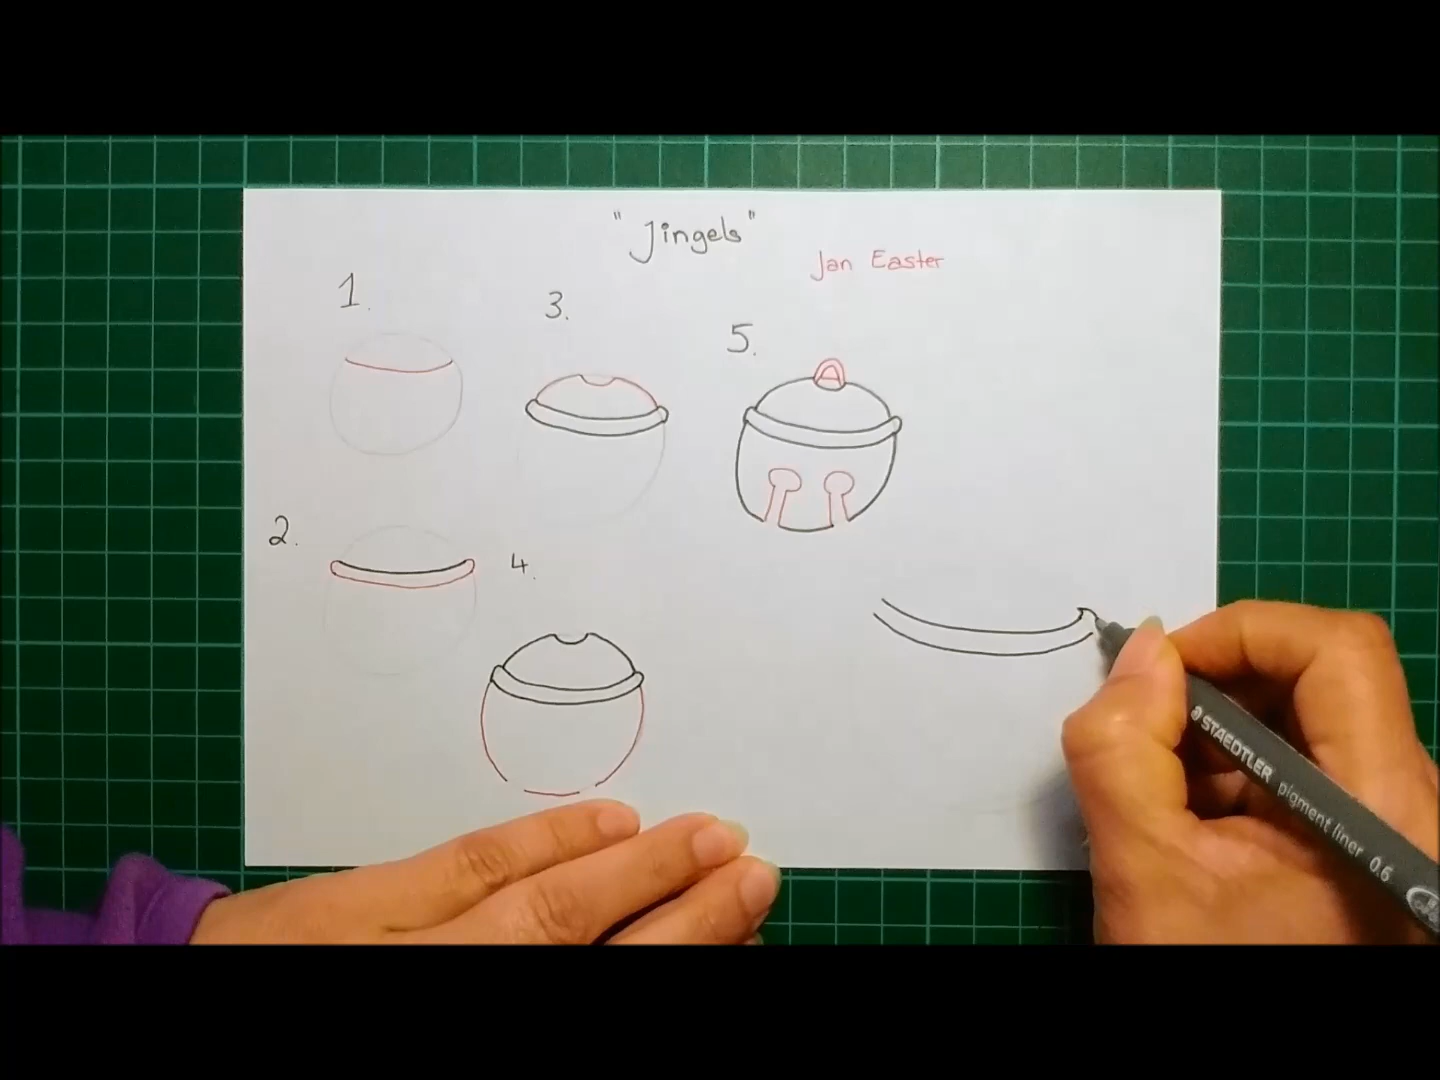 "Jingels"
Jan Easter
1.
3.
5.
2.
4.
STAEDTLER pigment liner 0.6